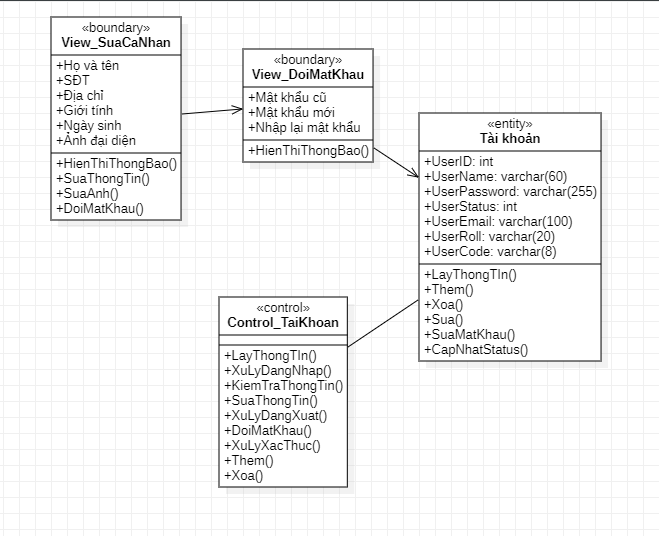 «boundary»
View_SuaCaNhan
+Họ và tên
+SĐT
+Địa chỉ
+Giới tính
+Ngày sinh
+Ảnh đại diện
+HienThiThongBao()
+SuaThongTin()
+SuaAnh()
+DoiMatKhau()
«boundary»
View_DoiMatKhau
+Mật khẩu cũ
+Mật khẩu mới
+Nhập lại mật khẩu
+HienThiThongBao()
«entity»
Tài khoản
+UserID: int
+UserName: varchar(60)
+UserPassword: varchar(255)
+UserStatus: int
+UserEmail: varchar(100)
+UserRoll: varchar(20)
+UserCode: varchar(8)
+LayThongTIn()
+Them()
+Xoa()
+Sua()
+SuaMatKhau()
+CapNhatStatus()
«control»
Control_TaiKhoan
+LayThongTIn()
+XuLyDangNhap()
+KiemTraThongTin()
+SuaThongTin()
+XuLyDangXuat()
+DoiMatKhau()
+XuLyXacThuc()
+Them()
+Xoa()